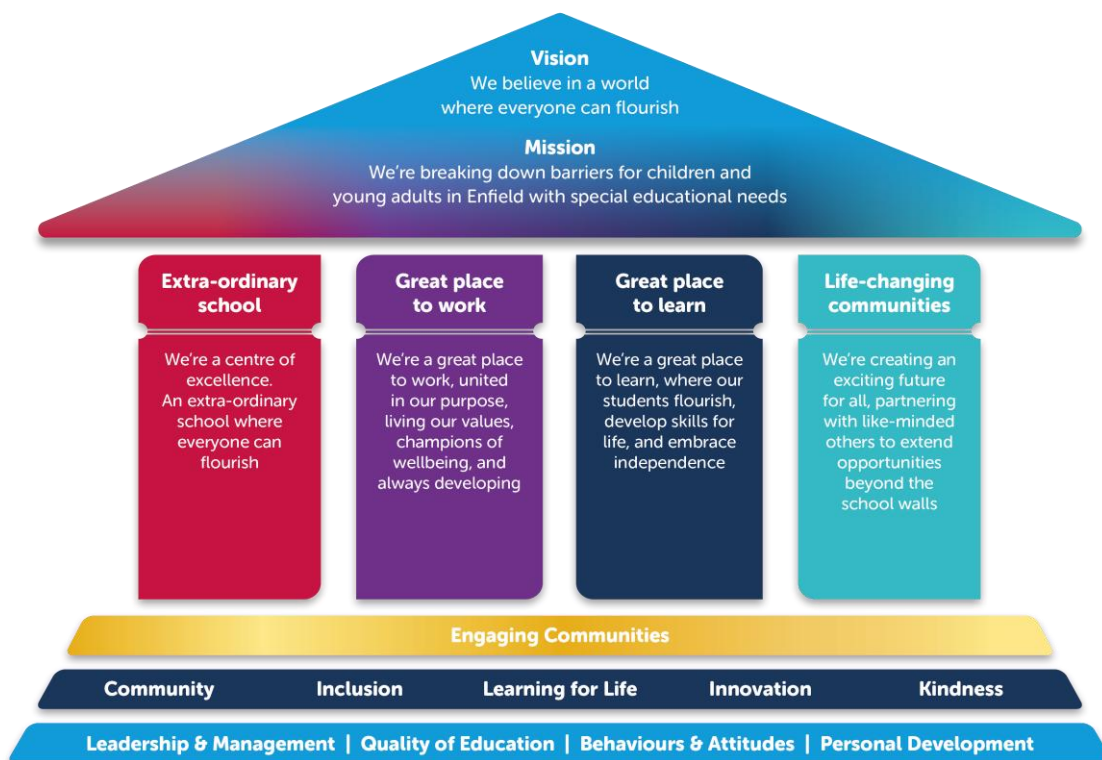 Vision
We believe in a world
where everyone can flourish
Mission
We're breaking down barriers for children and
young adults in Enfield with special educational needs
Extra-ordinary
school
We're a centre of
excellence.
An extra-ordinary
school where
everyone can
flourish
Great place
to work
We're a great place
to work, united
in our purpose,
living our values,
champions of
wellbeing, and
always developing
Great place
to learn
We're a great place
to learn, where our
students flourish,
develop skills for
life, and embrace
independence
Life-changing
communities
We're creating an
exciting future
for all, partnering
with like-minded
others to extend
opportunities
beyond the
school walls
Engaging Communities
Community Inclusion Learning for Life Innovation Kindness
Leadership & Management | Quality of Education | Behaviours & Attitudes | Personal Development